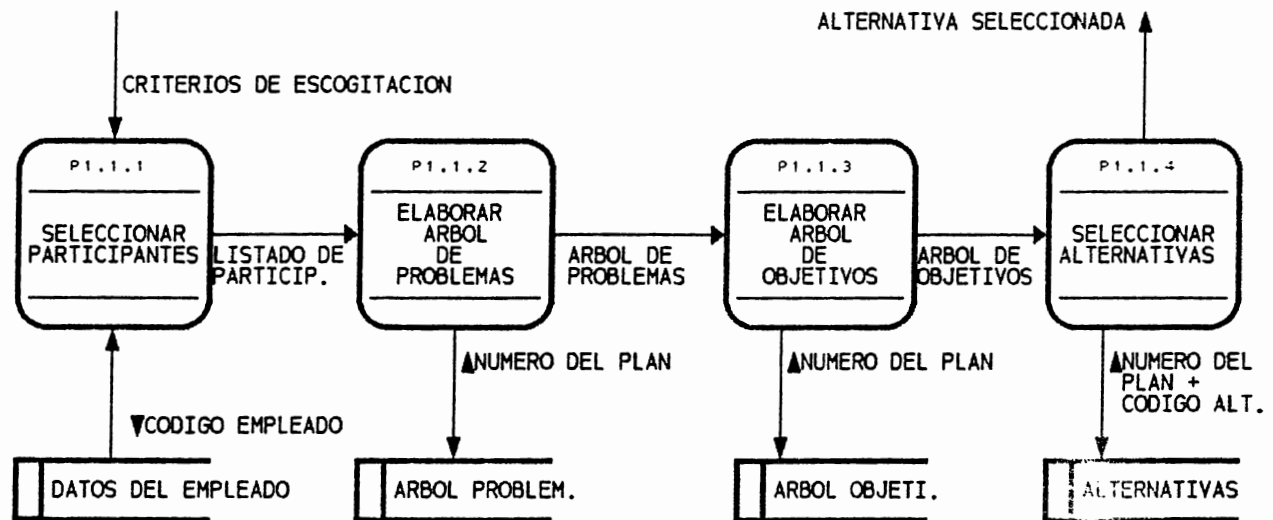 ALTERNATIVA SELECCIONADA
CRITERIOS DE ESCOGITACION
P1.1.1
SELECCIONAR
PARTICIPANTES
LISTADO DE
PARTICIP.
P1.1.2
ELABORAR
ARBOL
DE
PROBLEMAS
ARBOL DE
PROBLEMAS
P1.1.3
ELABORAR
ARBOL
DE
OBJETIVOS
ARBOL DE
OBJETIVOS
P1.1.4
SELECCIONAR
ALTERNATIVAS
NUMERO DEL PLAN
NUMERO DEL PLAN
NUMERO DEL
PLAN +
CODIGO ALT.
CODIGO EMPLEADO
DATOS DEL EMPLEADO
ARBOL PROBLEM.
ARBOL OBJETI.
ALTERNATIVAS